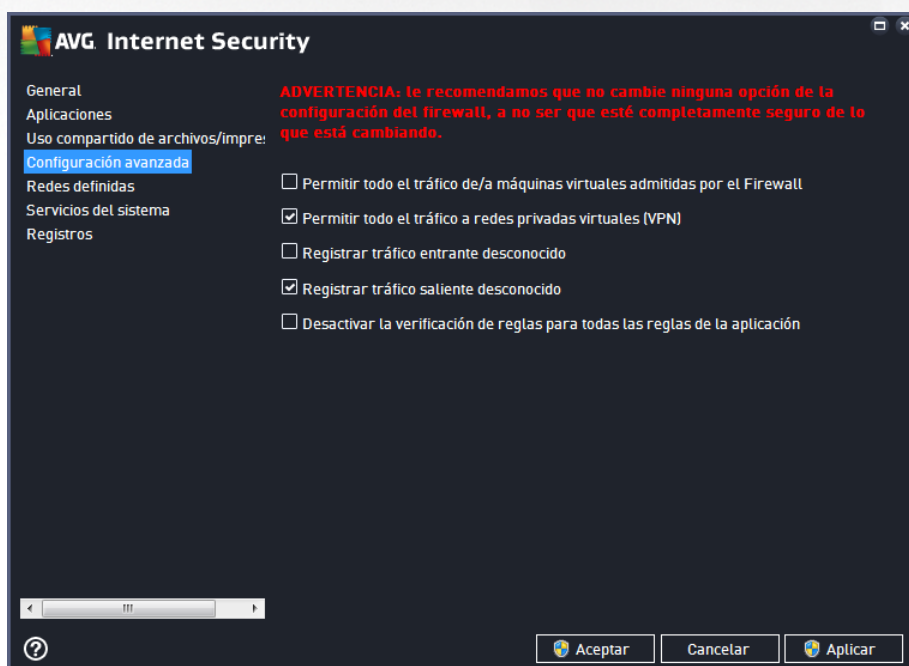 AVG. Internet Security
General
Aplicaciones
Uso compartido de archivos/impre
Configuración avanzada
Redes definidas
Servicios del sistema
Registros
ADVERTENCIA: le recomendamos que no cambie ninguna opción de la
configuración del firewall, a no ser que esté completamente seguro de lo
que está cambiando.
Permitir todo el tráfico de/a máquinas virtuales admitidas por el Firewall
Permitir todo el tráfico a redes privadas virtuales (VPN)
Registrar tráfico entrante desconocido
Registrar tráfico saliente desconocido
Desactivar la verificación de reglas para todas las reglas de la aplicación
Aceptar
Cancelar
Aplicar